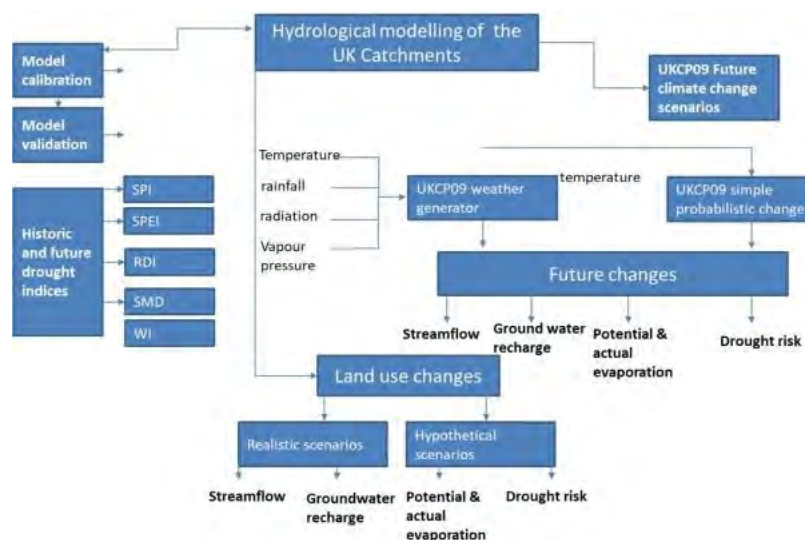 Hydrological modelling of the
UK Catchments
Model
calibration
Model
validation
UKCP09 Future
climate change
scenarios
Historic
and future
drought
indices
SPI
SPEI
RDI
SMD
WI
Temperature
rainfall
radiation
Vapour
pressure
UKCP09 weather
generator
temperature
UKCP09 simple
probabilistic change
Future changes
Streamflow
Ground water
recharge
Potential &
actual
evaporation
Drought risk
Land use changes
Realistic scenarios
Hypothetical
scenarios
Streamflow
Groundwater
recharge
Potential &
actual
evaporation
Drought risk